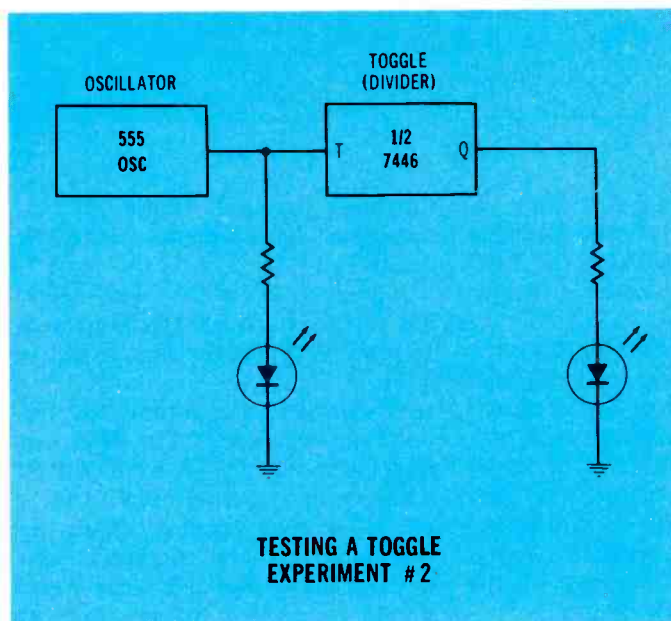 OSCILLATOR
555
OSC
TOGGLE
(DIVIDER)
T
1/2
7446
Q
TESTING A TOGGLE
EXPERIMENT #2